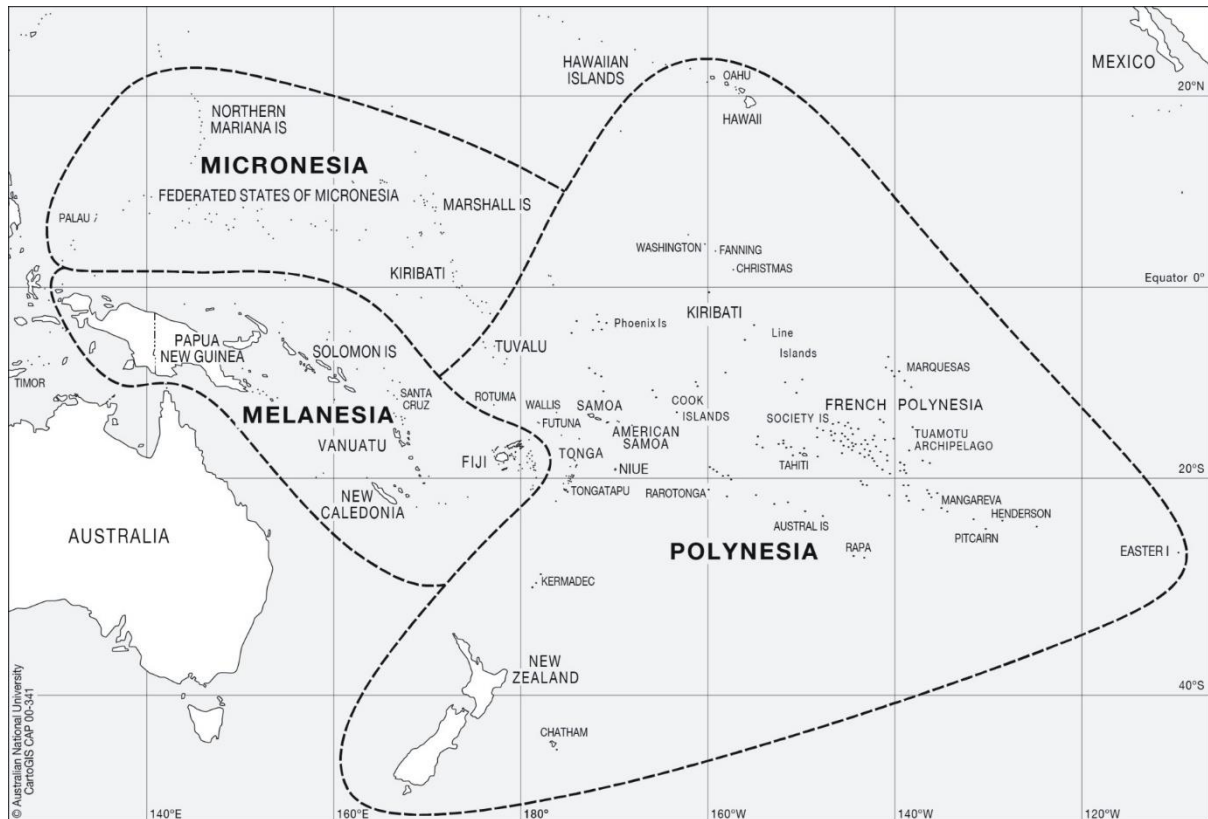 HAWAIIAN
ISLANDS
OAHU
HAWAII
MEXICO
20°N
NORTHERN
MARIANA IS
MICRONESIA
FEDERATED STATES OF MICRONESIA
MARSHALL IS
PALAU
WASHINGTON
FANNING
CHRISTMAS
KIRIBATI
Equator 0°
KIRIBATI
Phoenix Is
Line
Islands
PAPUA
NEW GUINEA
SOLOMON IS
TUVALU
MARQUESAS
TIMOR
SANTA
CRUZ
ROTUMA
WALLIS
FUTUNA
SAMOA
AMERICAN
SAMOA
COOK
ISLANDS
FRENCH POLYNESIA
SOCIETY IS
TUAMOTU
ARCHIPELAGO
MELANESIA
VANUATU
FIJI
TONGA
NIUE
TAHITI
20°S
TONGATAPU
RAROTONGA
MANGAREVA
HENDERSON
NEW
CALEDONIA
AUSTRAL IS
PITCAIRN
AUSTRALIA
POLYNESIA
RAPA
EASTER I
KERMADEC
NEW
ZEALAND
40°S
CHATHAM
© Australian National University
CartoGIS CAP 00-341
140°E
160°E
180°
160°W
140°W
120°W